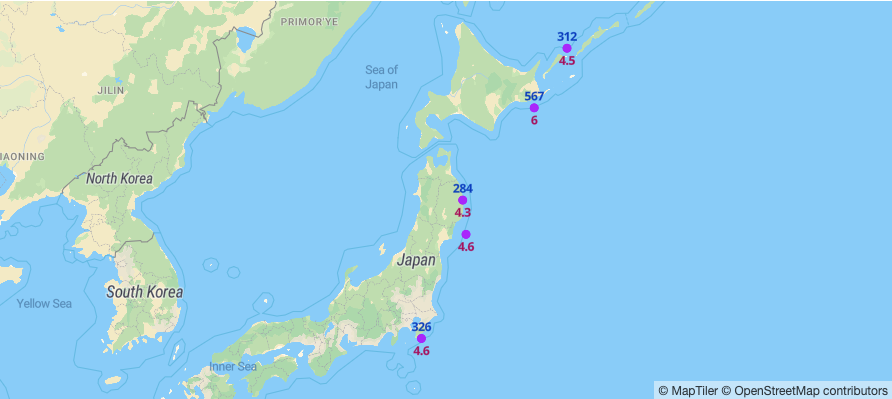 PRIMOR'YE
312
4.5
Sea of
Japan
JILIN
567
6
IAONING
North Korea
284
4.3
4.6
Japan
South Korea
Yellow Sea
326
4.6
Inner Sea
© MapTiler © OpenStreetMap contributors